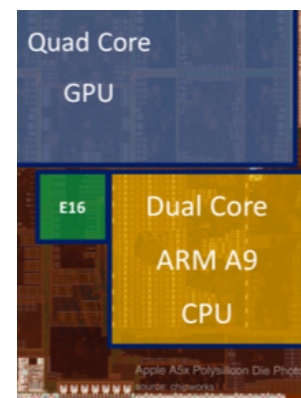 Quad Core
GPU
E16
Dual Core
ARM A9
CPU
Apple A5x Polysilicon Die Photo
source: chipworks